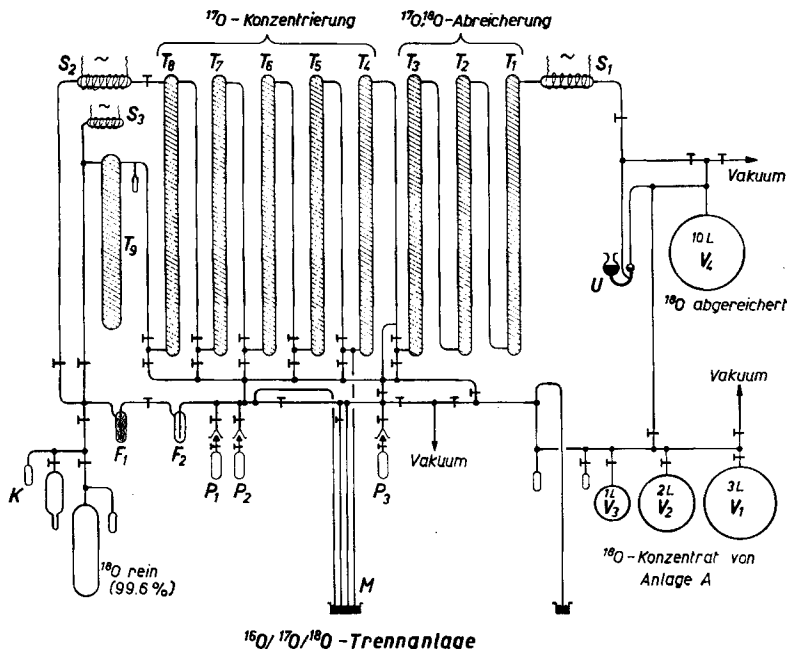 ¹⁷O-Konzentrierung
¹⁷O,¹⁸O-Abreicherung
S₂ ~ T₈ T₇ T₆ T₅ T₄ T₃ T₂ T₁ ~ S₁
~ S₃
T₉
Vakuum
10 L
V₄
U
¹⁸O abgereichert
Vakuum
F₁ F₂
Vakuum
K P₁ P₂ P₃
1L V₃
2 L V₂
3 L V₁
¹⁸O rein
(99.6 %)
M
¹⁸O-Konzentrat von
Anlage A
¹⁶O/¹⁷O/¹⁸O-Trennanlage